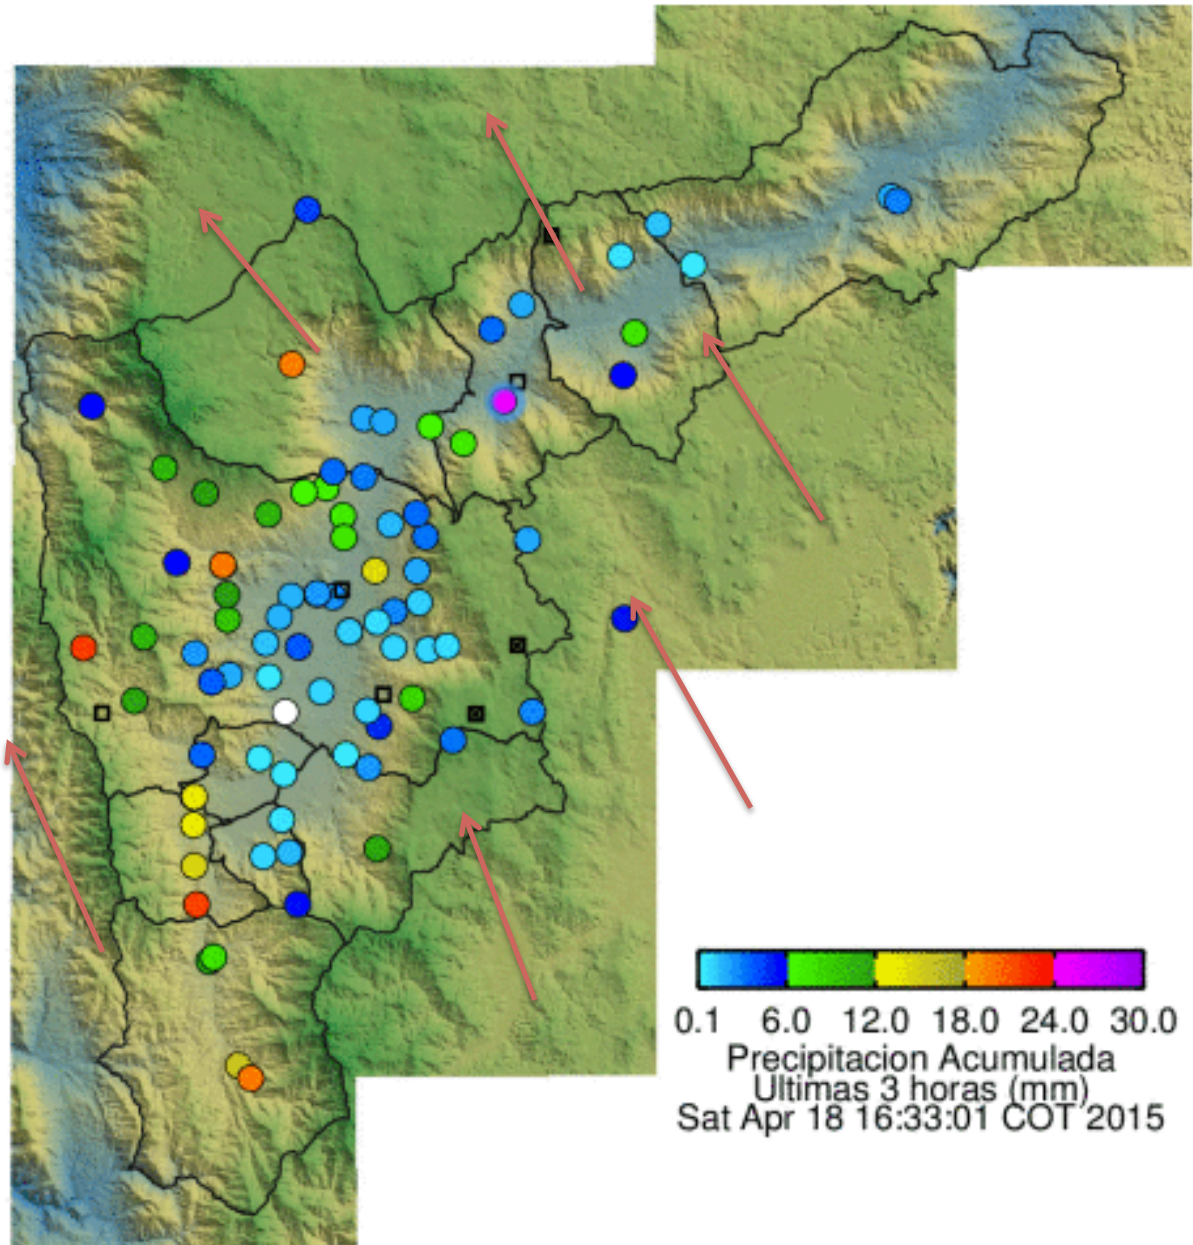 0.1 6.0 12.0 18.0 24.0 30.0
Precipitacion Acumulada
Ultimas 3 horas (mm)
Sat Apr 18 16:33:01 COT 2015